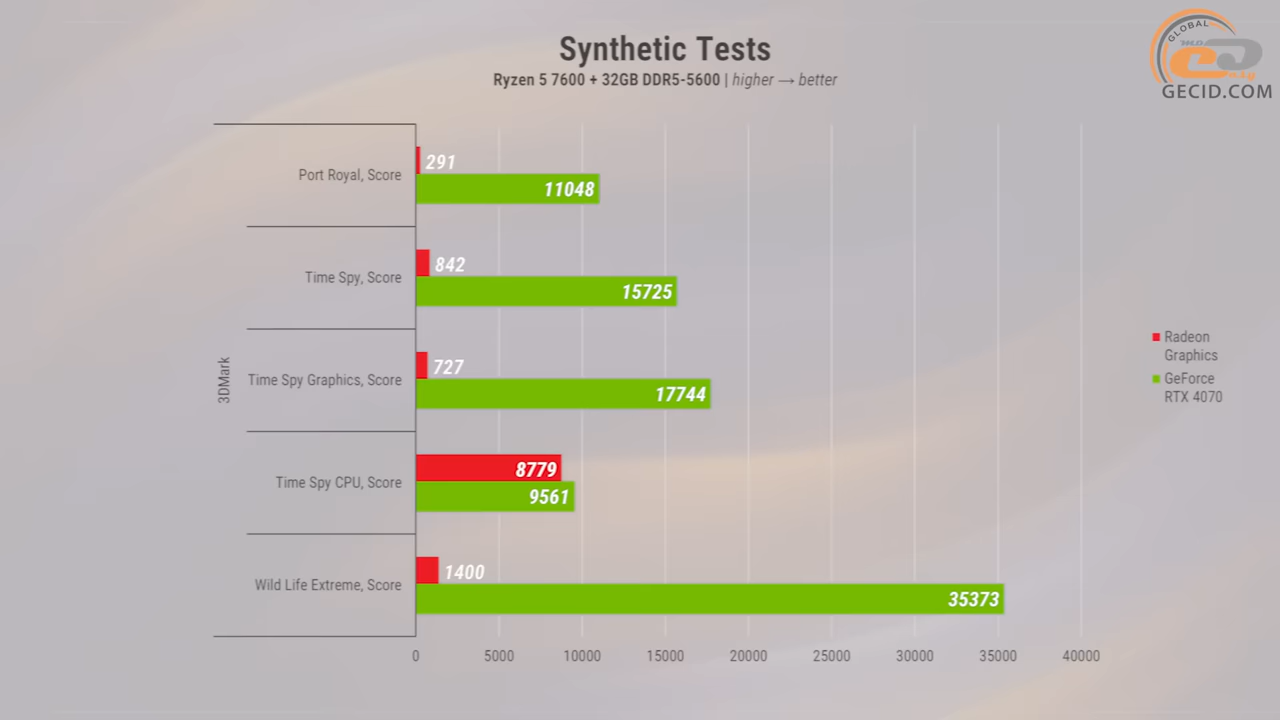 Synthetic Tests
Ryzen 5 7600 + 32GB DDR5-5600 | higher → better
GLOBAL
GECID.COM
Port Royal, Score
291
11048
Time Spy, Score
842
15725
3DMark
Time Spy Graphics, Score
727
17744
Time Spy CPU, Score
8779
9561
Wild Life Extreme, Score
1400
35373
0 5000 10000 15000 20000 25000 30000 35000 40000
Radeon
Graphics
GeForce
RTX 4070